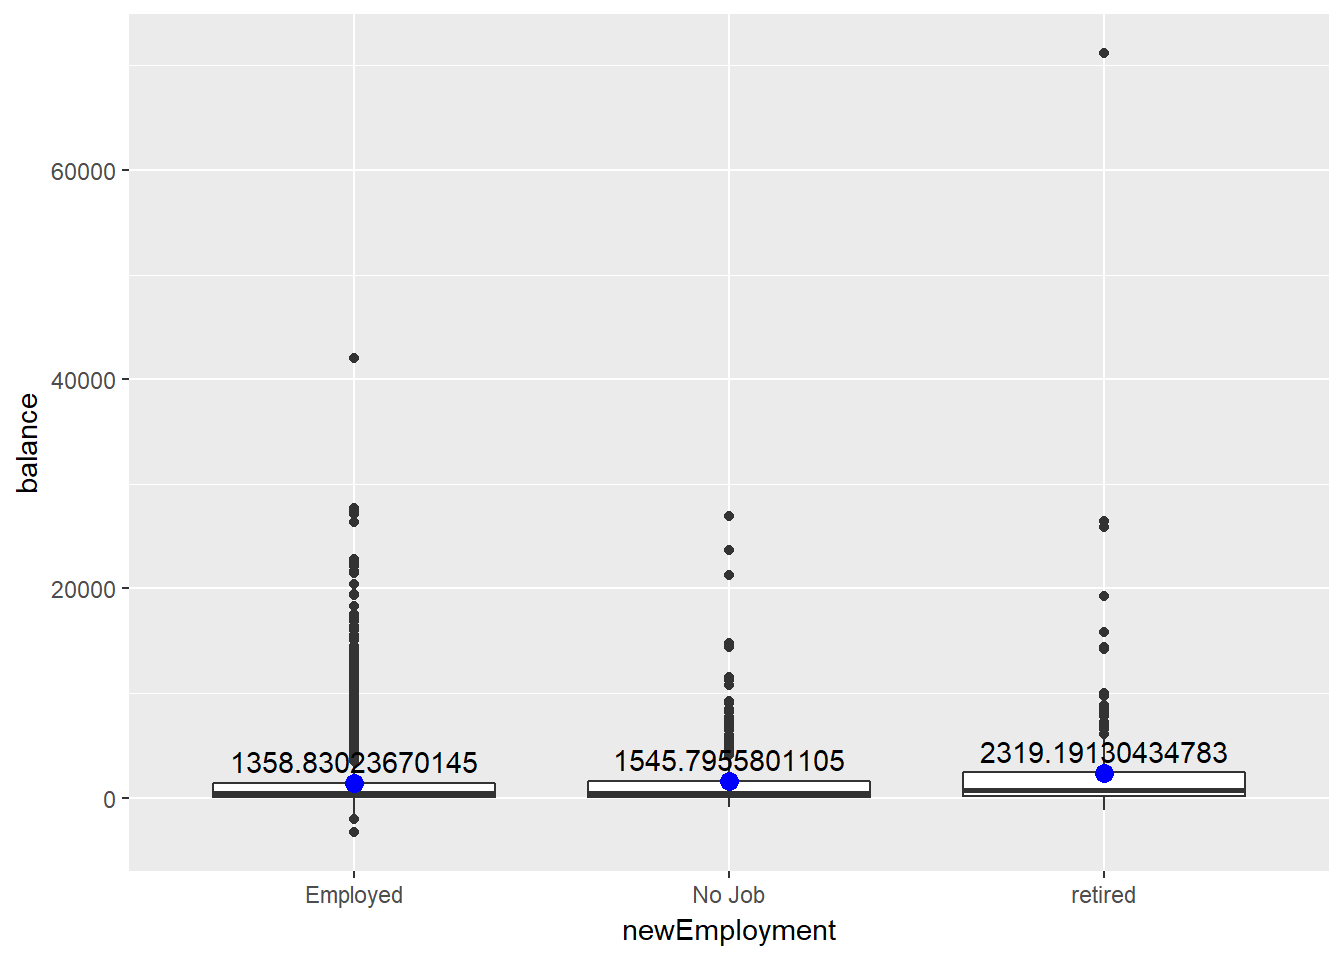 60000
40000
20000
0
balance
1358.83023670145
1545.7955801105
2319.19130434783
Employed
No Job
retired
newEmployment